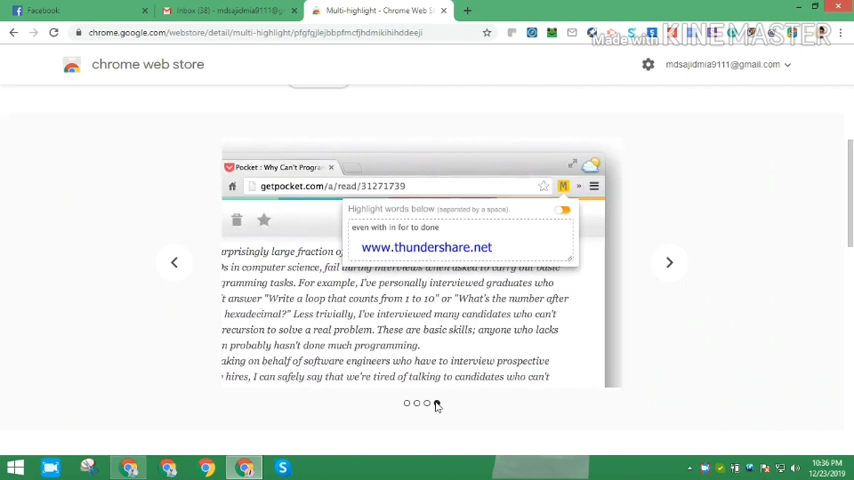 Facebook
Inbox (38) - mdsajidmia9111@g
Multi-highlight - Chrome Web S
chrome.google.com/webstore/detail/multi-highlight/pfgfgjlejbbpfmcfjhdmikihihddeeji
Made with KINEMASTER
chrome web store
mdsajidmia9111@gmail.com
Pocket : Why Can't Progra
getpocket.com/a/read/31271739
M
Highlight words below (separated by a space).
even with in for to done
www.thundershare.net
urprisingly large fraction of
Ds in computer science, fail during interviews when asked to carry out basic
gramming tasks. For example, I've personally interviewed graduates who
't answer "Write a loop that counts from 1 to 10" or "What's the number after
hexadecimal?" Less trivially, I've interviewed many candidates who can't
recursion to solve a real problem. These are basic skills; anyone who lacks
n probably hasn't done much programming.
aking on behalf of software engineers who have to interview prospective
hires, I can safely say that we're tired of talking to candidates who can't
10:36 PM
12/23/2019